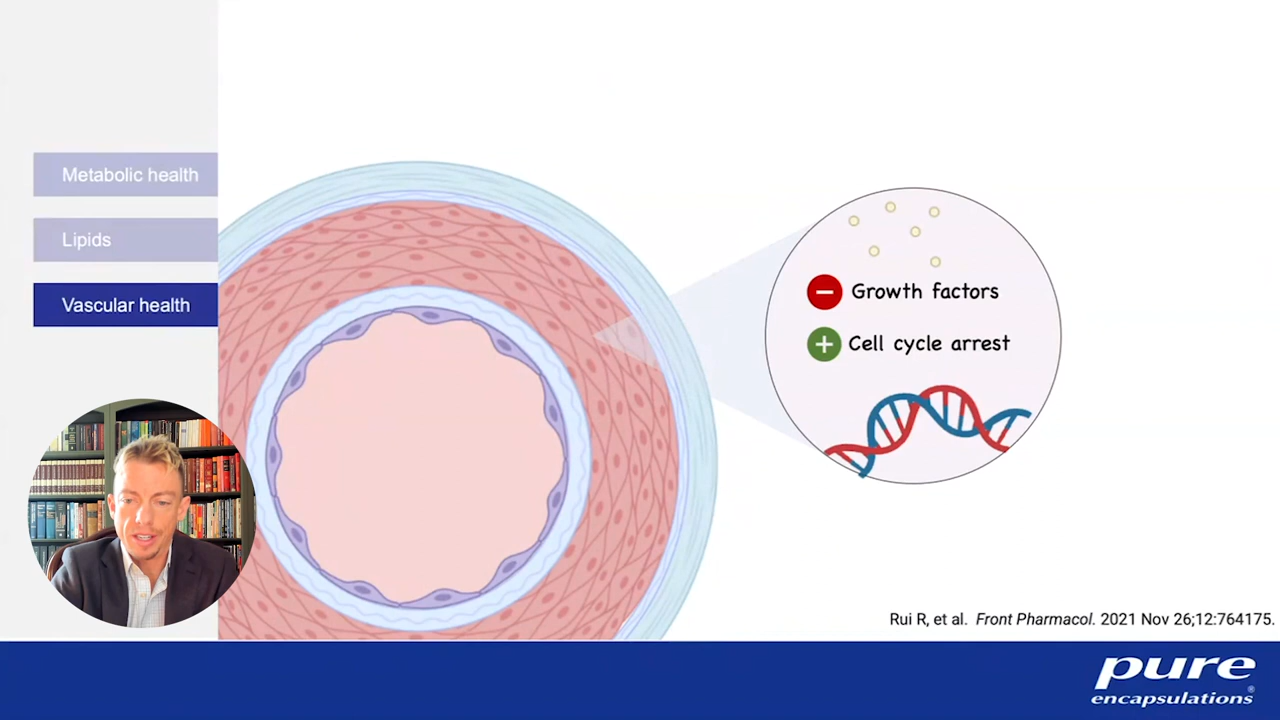 Metabolic health
Lipids
Vascular health
Growth factors
Cell cycle arrest
Rui R, et al. Front Pharmacol. 2021 Nov 26;12:764175.
pure
encapsulations®